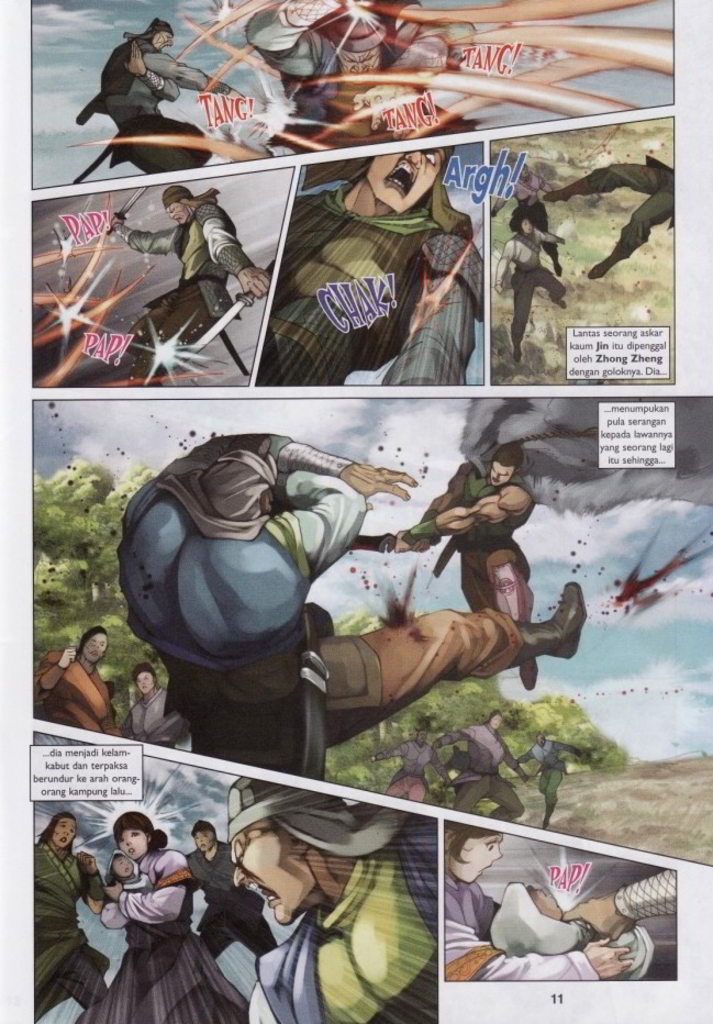 TANG!
TANG!
TANG!
PAP!
PAP!
CHAK!
Argh!
Lantas seorang askar
kaum Jin itu dipenggal
oleh Zhong Zheng
dengan goloknya. Dia...
...menumpukan
pula serangan
kepada lawannya
yang seorang lagi
itu sehingga...
...dia menjadi kelam-
kabut dan terpaksa
berundur ke arah orang-
orang kampung lalu...
PAP!
11